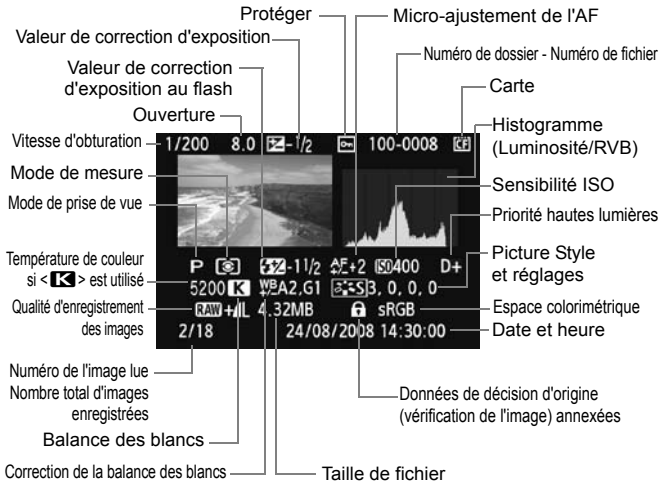 Protéger
Micro-ajustement de l'AF
Valeur de correction d'exposition
Numéro de dossier - Numéro de fichier
Valeur de correction
d'exposition au flash
Carte
Ouverture
Histogramme
(Luminosité/RVB)
Vitesse d'obturation
1/200 8.0 -1/2 100-0008 CF
Mode de mesure
Sensibilité ISO
Mode de prise de vue
Priorité hautes lumières
Picture Style
et réglages
P -1 1/2 AF+2 ISO400 D+
Température de couleur
si < K > est utilisé
5200 K WB A2,G1 S3, 0, 0, 0
Qualité d'enregistrement
des images
RAW+L 4.32MB sRGB
Espace colorimétrique
2/18 24/08/2008 14:30:00
Date et heure
Numéro de l'image lue
Nombre total d'images
enregistrées
Données de décision d'origine
(vérification de l'image) annexées
Balance des blancs
Correction de la balance des blancs
Taille de fichier